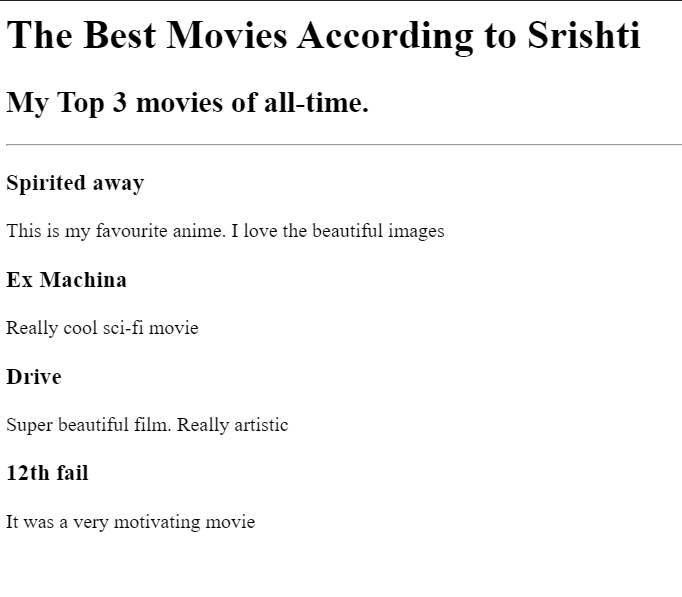 The Best Movies According to Srishti
My Top 3 movies of all-time.
Spirited away
This is my favourite anime. I love the beautiful images
Ex Machina
Really cool sci-fi movie
Drive
Super beautiful film. Really artistic
12th fail
It was a very motivating movie